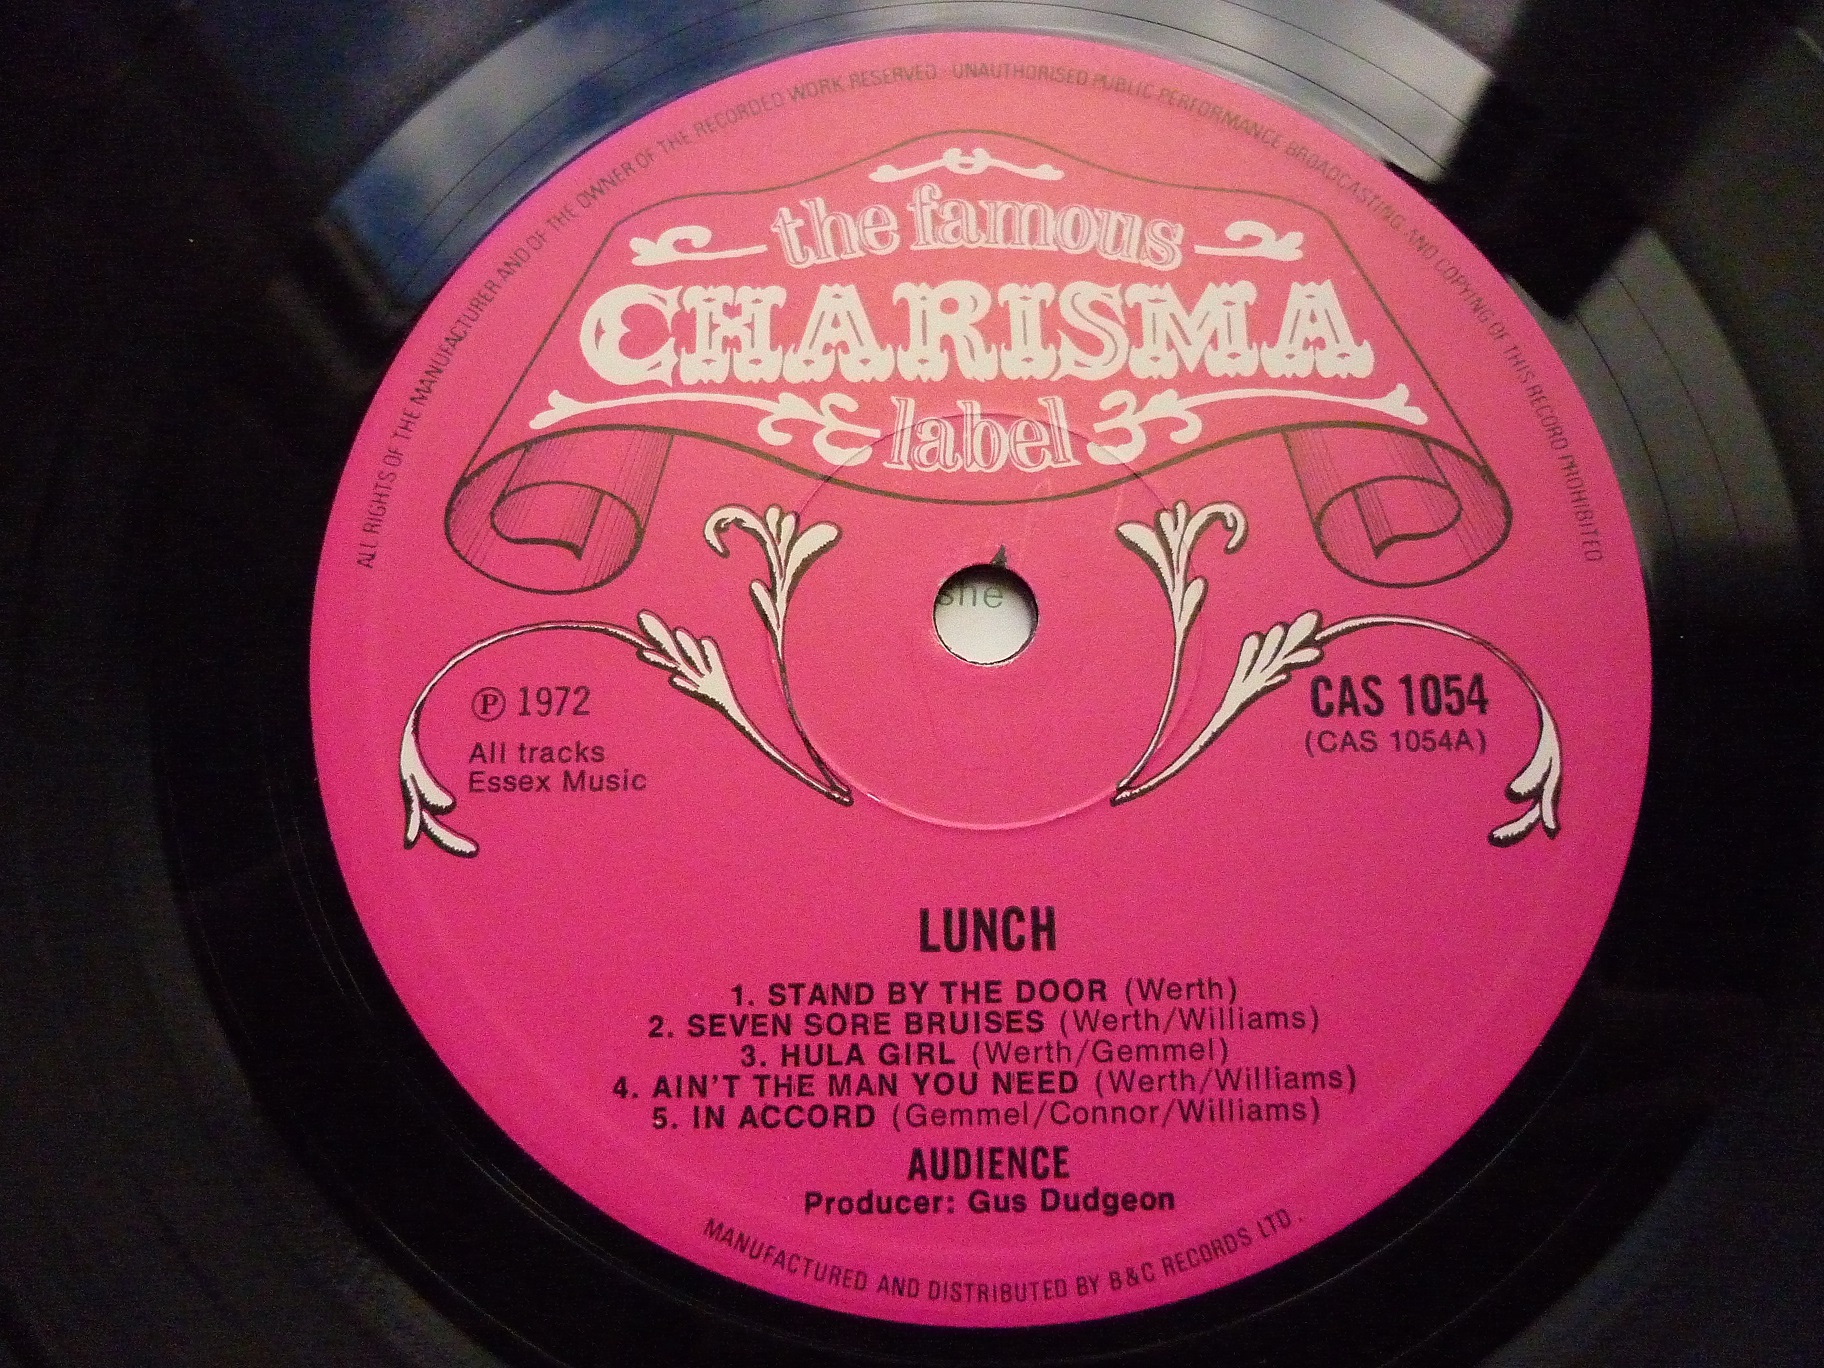 ALL RIGHTS OF THE MANUFACTURER AND OF THE OWNER OF THE RECORDED WORK RESERVED · UNAUTHORISED PUBLIC PERFORMANCE BROADCASTING AND COPYING OF THIS RECORD PROHIBITED
the famous
CHARISMA
label
she
℗ 1972
All tracks
Essex Music
CAS 1054
(CAS 1054A)
LUNCH
1. STAND BY THE DOOR (Werth)
2. SEVEN SORE BRUISES (Werth/Williams)
3. HULA GIRL (Werth/Gemmel)
4. AIN'T THE MAN YOU NEED (Werth/Williams)
5. IN ACCORD (Gemmel/Connor/Williams)
AUDIENCE
Producer: Gus Dudgeon
MANUFACTURED AND DISTRIBUTED BY B&C RECORDS LTD.